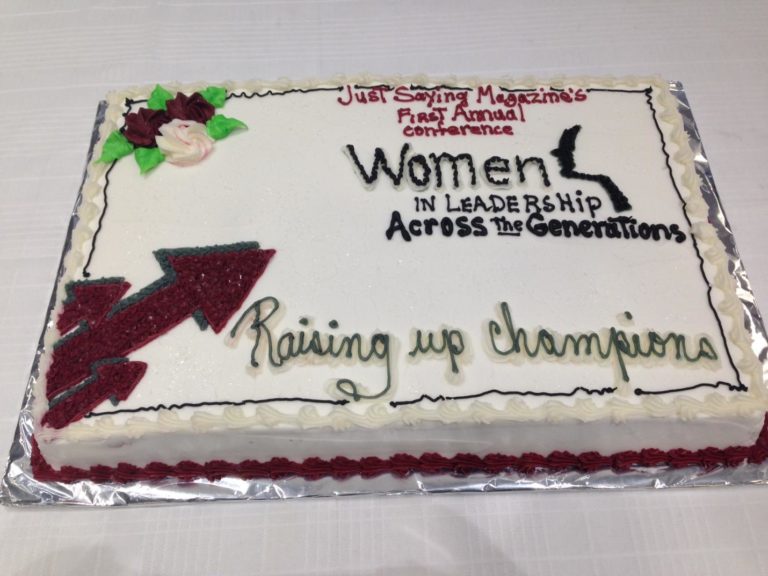 Just Saying Magazine's
First Annual
conference
Women
IN LEADERSHIP
Across the Generations
Raising up champions